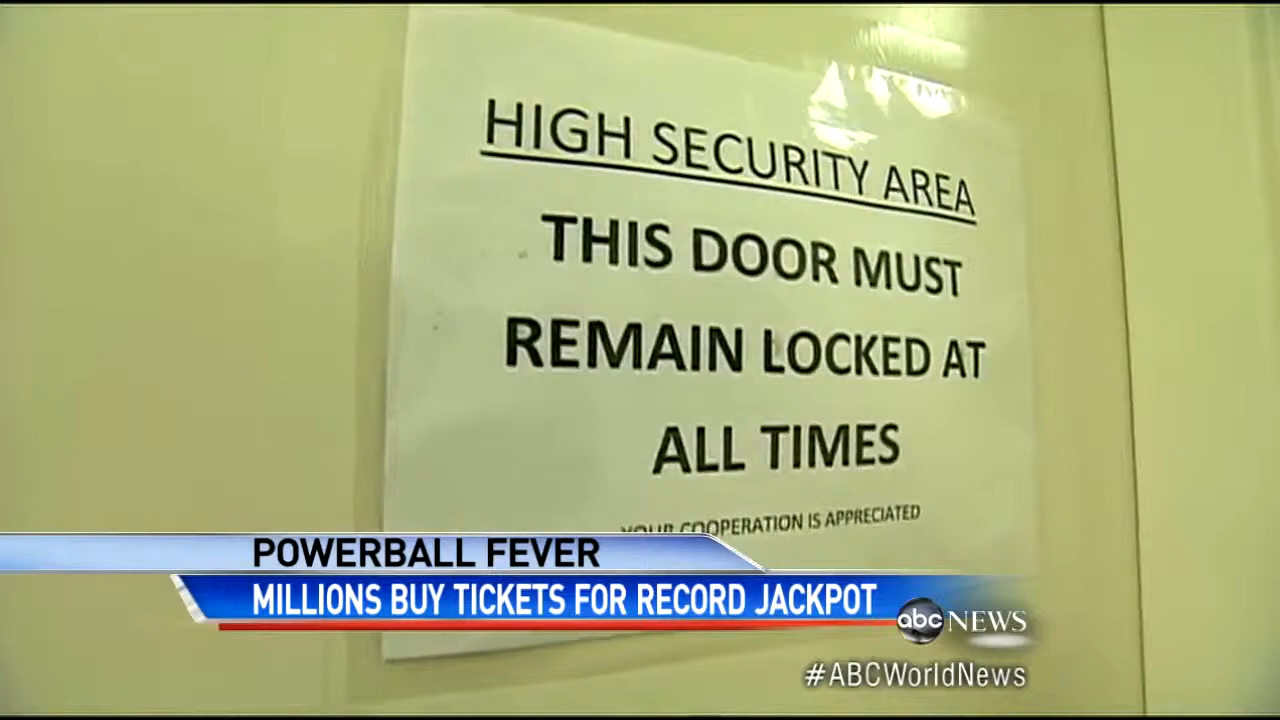 HIGH SECURITY AREA
THIS DOOR MUST
REMAIN LOCKED AT
ALL TIMES
YOUR COOPERATION IS APPRECIATED
POWERBALL FEVER
MILLIONS BUY TICKETS FOR RECORD JACKPOT
abc NEWS
#ABCWorldNews